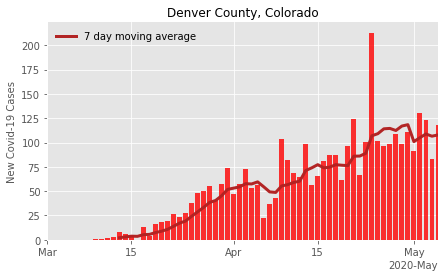 Denver County, Colorado
7 day moving average
New Covid-19 Cases
200
175
150
125
100
75
50
25
0
Mar
15
Apr
15
May
2020-May